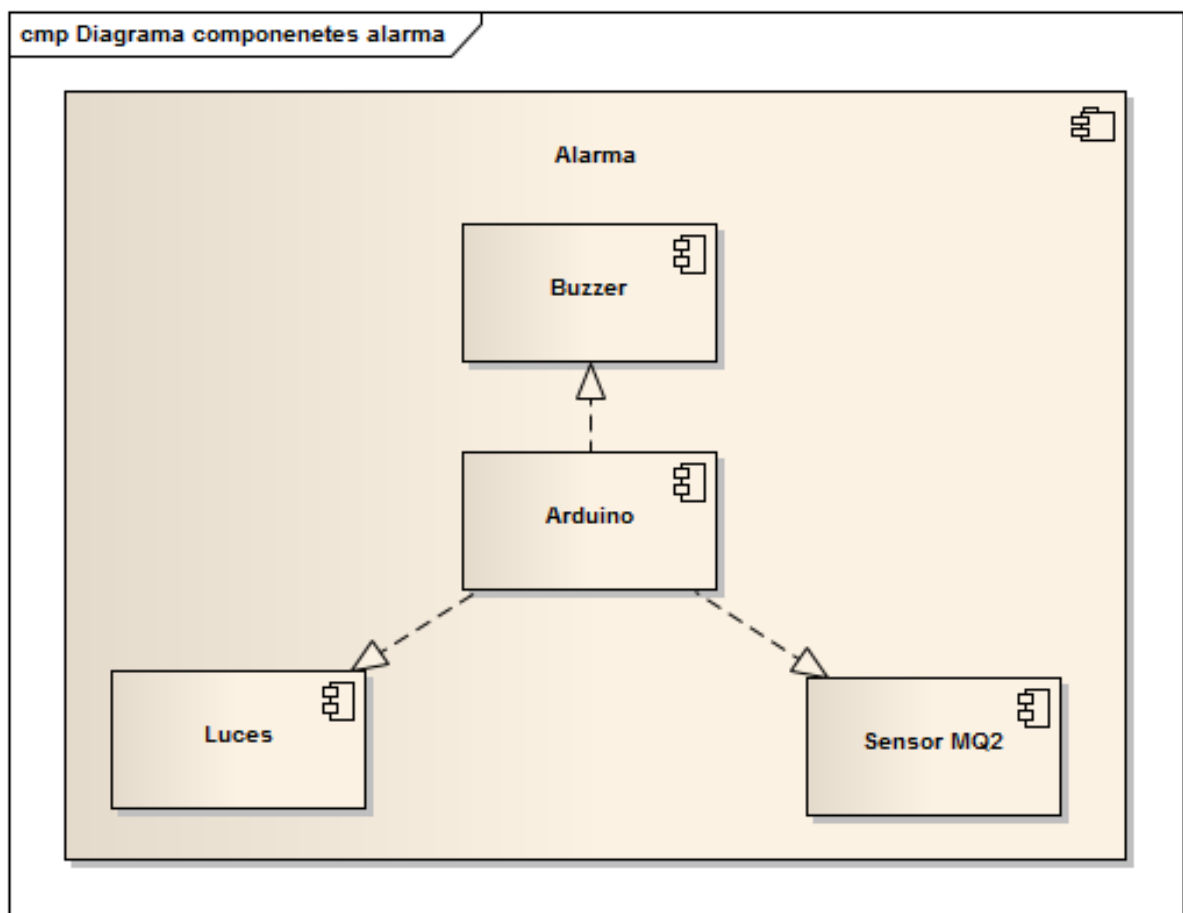 cmp Diagrama componenetes alarma
Alarma
Buzzer
Arduino
Luces
Sensor MQ2